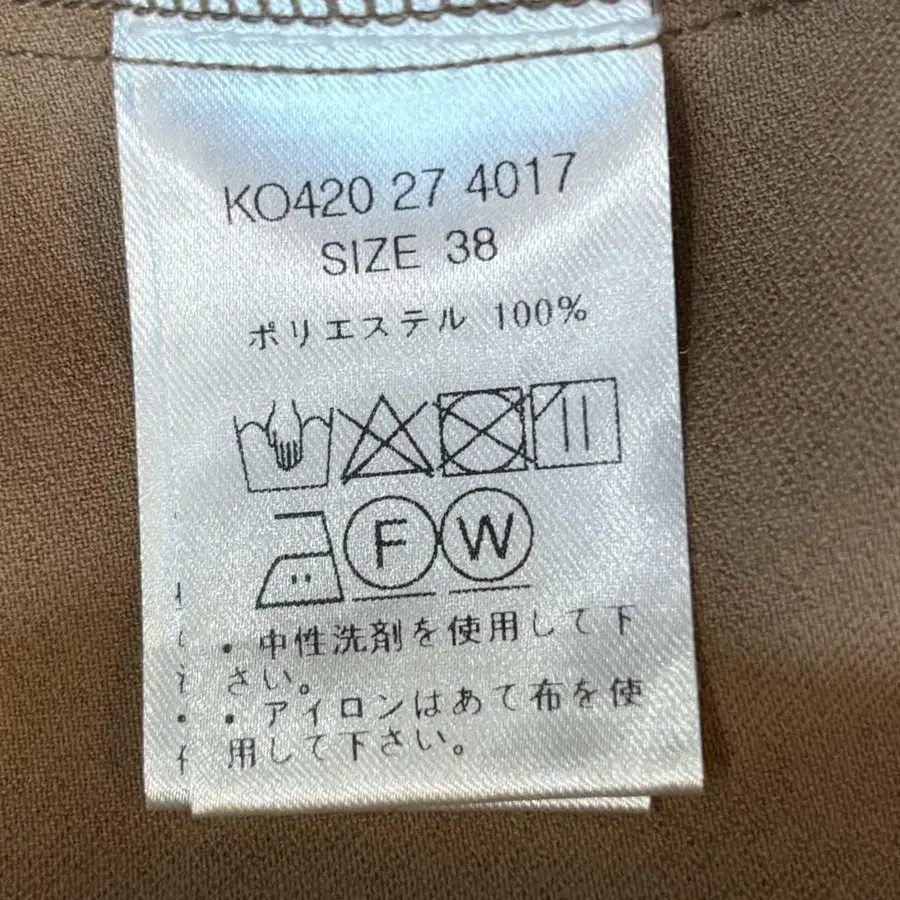 KO420 27 4017
SIZE 38
ポリエステル 100%
F W
・中性洗剤を使用して下
さい。
・アイロンはあて布を使
用して下さい。